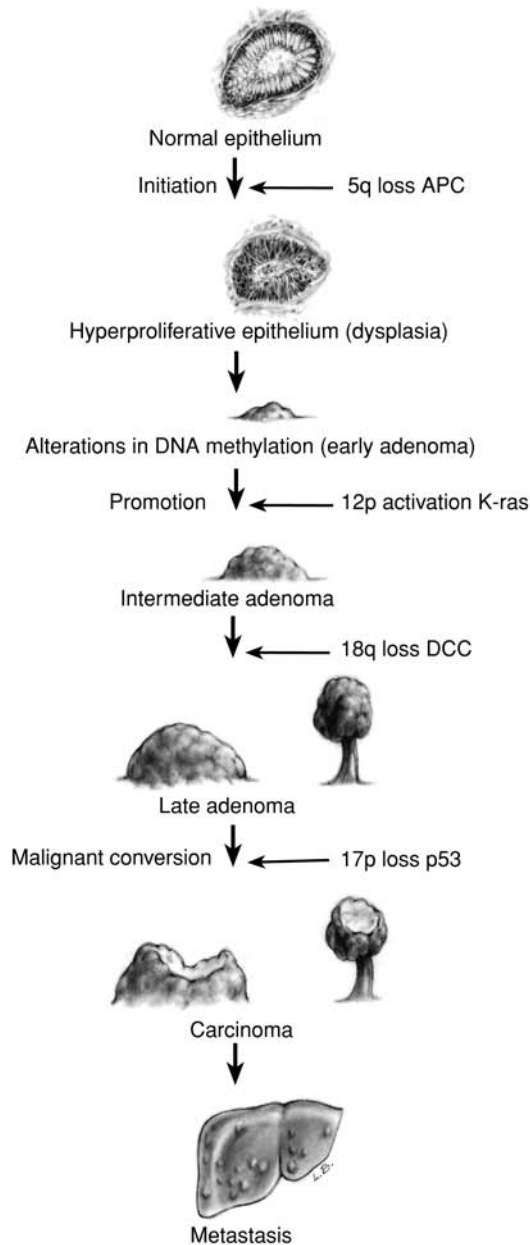 Normal epithelium
Initiation
5q loss APC
Hyperproliferative epithelium (dysplasia)
Alterations in DNA methylation (early adenoma)
Promotion
12p activation K-ras
Intermediate adenoma
18q loss DCC
Late adenoma
Malignant conversion
17p loss p53
Carcinoma
L.B.
Metastasis